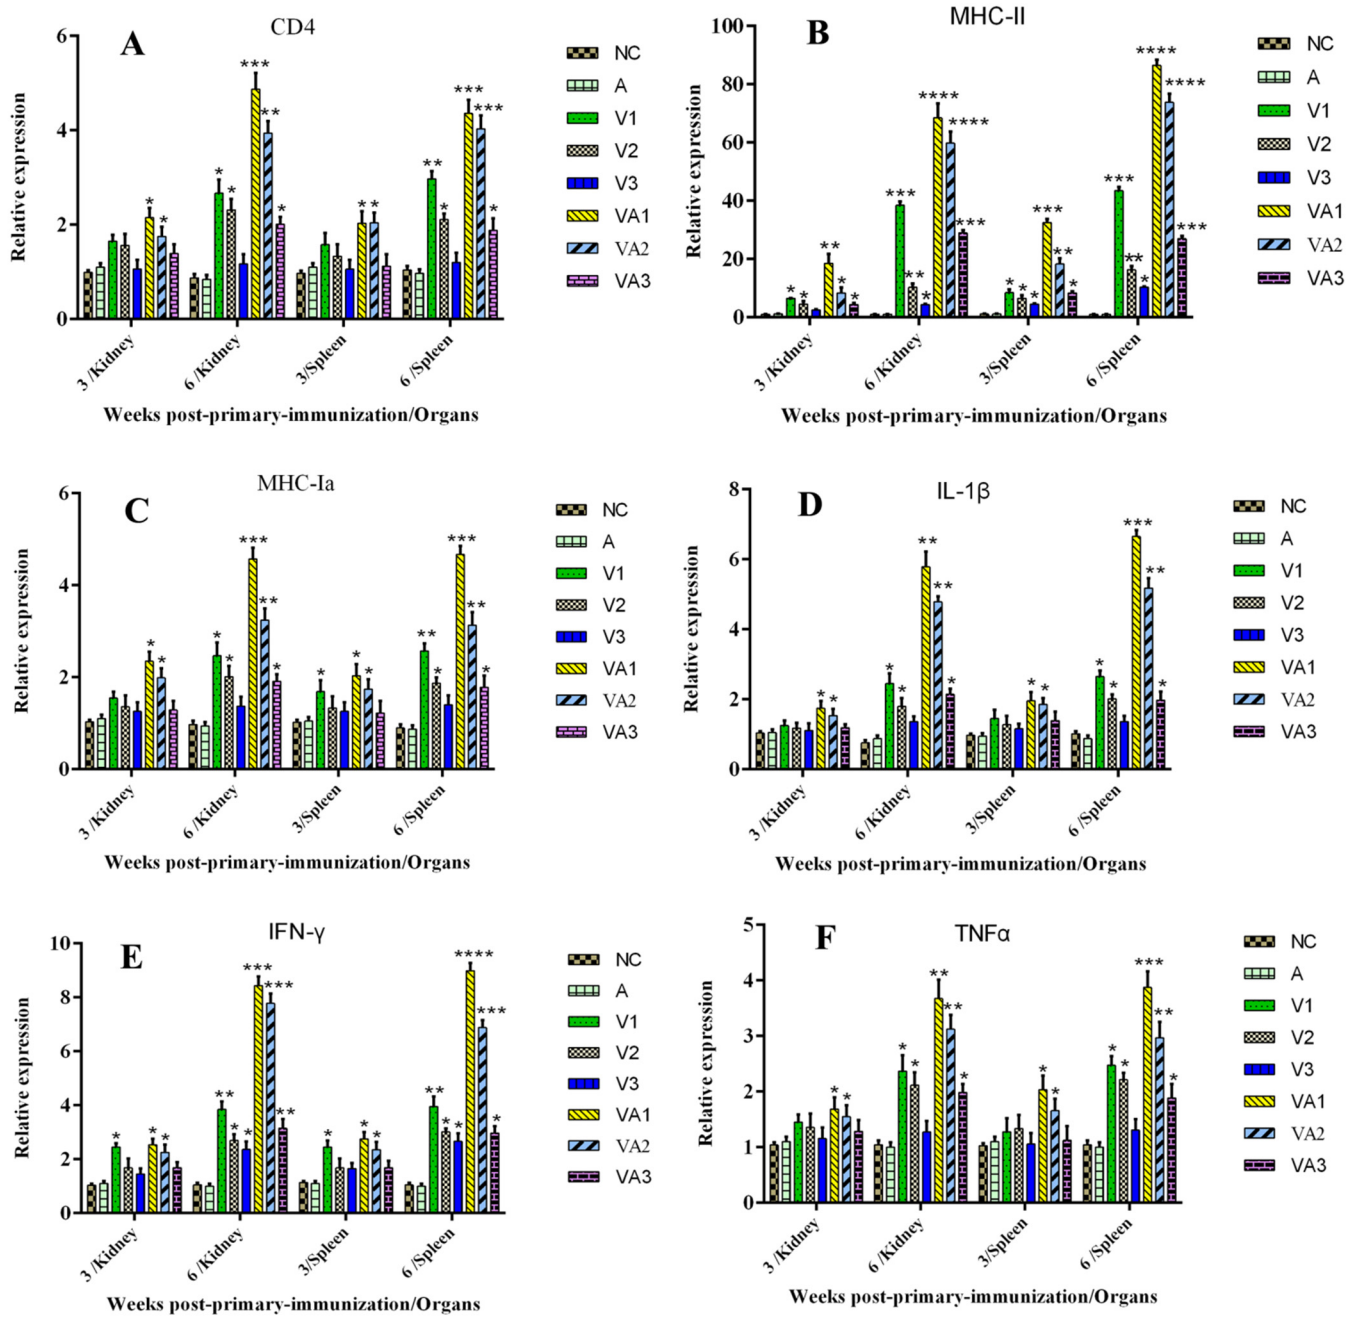 A
CD4
Relative expression
6
4
2
0
*
*
*
*
***
**
*
*
*
**
*
***
***
*
3 /Kidney
6 /Kidney
3/Spleen
6 /Spleen
Weeks post-primary-immunization/Organs
NC
A
V1
V2
V3
VA1
VA2
VA3
B
MHC-II
Relative expression
100
80
60
40
20
0
*
*
**
*
*
***
**
*
****
****
***
*
*
*
***
**
*
***
**
*
****
****
***
3 /Kidney
6 /Kidney
3/Spleen
6 /Spleen
Weeks post-primary-immunization/Organs
NC
A
V1
V2
V3
VA1
VA2
VA3
C
MHC-Ia
Relative expression
6
4
2
0
*
*
*
*
***
**
*
*
*
*
**
*
***
**
*
3 /Kidney
6 /Kidney
3/Spleen
6 /Spleen
Weeks post-primary-immunization/Organs
NC
A
V1
V2
V3
VA1
VA2
VA3
D
IL-1β
Relative expression
8
6
4
2
0
*
*
*
*
**
**
*
*
*
*
*
***
**
*
3 /Kidney
6 /Kidney
3/Spleen
6 /Spleen
Weeks post-primary-immunization/Organs
NC
A
V1
V2
V3
VA1
VA2
VA3
E
IFN-γ
Relative expression
10
8
6
4
2
0
*
*
*
**
*
*
***
***
**
*
*
*
**
*
*
****
***
*
3 /Kidney
6 /Kidney
3/Spleen
6 /Spleen
Weeks post-primary-immunization/Organs
NC
A
V1
V2
V3
VA1
VA2
VA3
F
TNFα
Relative expression
5
4
3
2
1
0
*
*
*
*
**
**
*
*
*
*
*
***
**
*
3 /Kidney
6 /Kidney
3/Spleen
6 /Spleen
Weeks post-primary-immunization/Organs
NC
A
V1
V2
V3
VA1
VA2
VA3